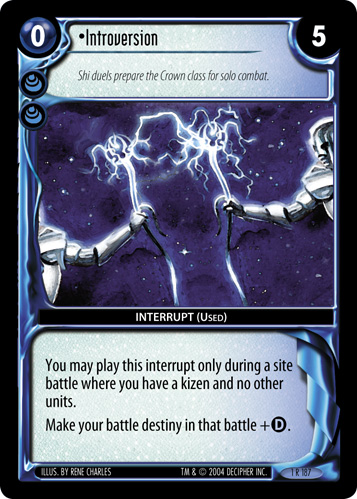 0 •Introversion 5
Shi duels prepare the Crown class for solo combat.
INTERRUPT (USED)
You may play this interrupt only during a site
battle where you have a kizen and no other
units.
Make your battle destiny in that battle +D.
ILLUS. BY RENE CHARLES TM & © 2004 DECIPHER INC. 1 R 187